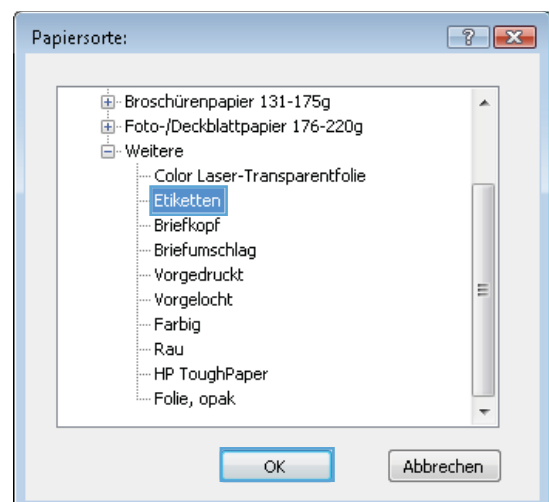 Papiersorte:
Broschürenpapier 131-175g
Foto-/Deckblattpapier 176-220g
Weitere
Color Laser-Transparentfolie
Etiketten
Briefkopf
Briefumschlag
Vorgedruckt
Vorgelocht
Farbig
Rau
HP ToughPaper
Folie, opak
OK Abbrechen